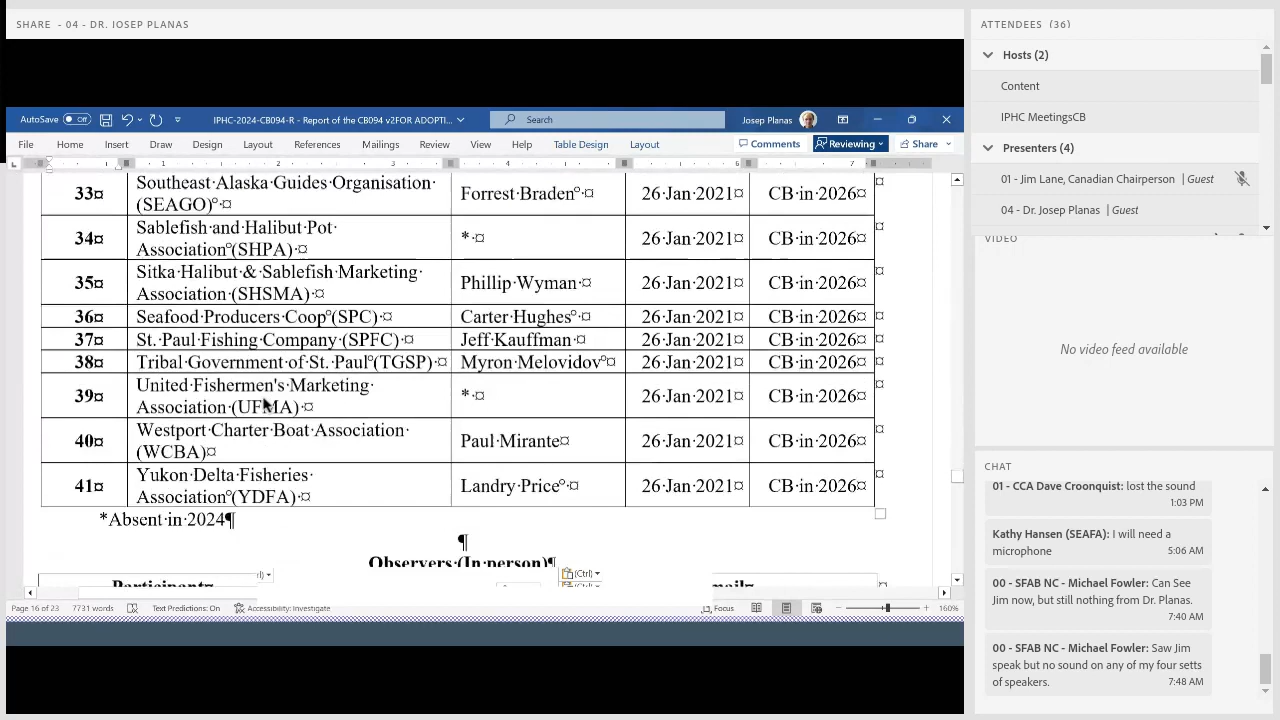 SHARE - 04 - DR. JOSEP PLANAS
AutoSave Off
IPHC-2024-CB094-R - Report of the CB094 v2FOR ADOPTI...
Search
Josep Planas
File Home Insert Draw Design Layout References Mailings Review View Help Table Design Layout
Comments Reviewing Share
1 3 4 6 7
33¤ Southeast·Alaska·Guides·Organisation· Forrest·Braden°·¤ 26·Jan·2021¤ CB·in·2026¤ ¤
(SEAGO)°·¤
34¤ Sablefish·and·Halibut·Pot· *·¤ 26·Jan·2021¤ CB·in·2026¤ ¤
Association°(SHPA)·¤
35¤ Sitka·Halibut·&·Sablefish·Marketing· Phillip·Wyman·¤ 26·Jan·2021¤ CB·in·2026¤ ¤
Association·(SHSMA)·¤
36¤ Seafood·Producers·Coop°(SPC)·¤ Carter·Hughes°·¤ 26·Jan·2021¤ CB·in·2026¤ ¤
37¤ St.·Paul·Fishing·Company·(SPFC)·¤ Jeff·Kauffman·¤ 26·Jan·2021¤ CB·in·2026¤ ¤
38¤ Tribal·Government·of·St.·Paul°(TGSP)·¤ Myron·Melovidov°¤ 26·Jan·2021¤ CB·in·2026¤ ¤
39¤ United·Fishermen's·Marketing· *·¤ 26·Jan·2021¤ CB·in·2026¤ ¤
Association·(UFMA)·¤
40¤ Westport·Charter·Boat·Association· Paul·Mirante¤ 26·Jan·2021¤ CB·in·2026¤ ¤
(WCBA)¤
41¤ Yukon·Delta·Fisheries· Landry·Price°·¤ 26·Jan·2021¤ CB·in·2026¤ ¤
Association°(YDFA)·¤
*Absent·in·2024¶
¶
Observers·(In·person)¶
(Ctrl)
Participant¤
Page 16 of 23 7731 words Text Predictions: On Accessibility: Investigate Focus 160%
ATTENDEES (36)
Hosts (2)
Content
IPHC MeetingsCB
Presenters (4)
01 - Jim Lane, Canadian Chairperson | Guest
04 - Dr. Josep Planas | Guest
VIDEO
No video feed available
CHAT
01 - CCA Dave Croonquist: lost the sound
1:03 PM
Kathy Hansen (SEAFA): I will need a
microphone 5:06 AM
00 - SFAB NC - Michael Fowler: Can See
Jim now, but still nothing from Dr. Planas.
7:40 AM
00 - SFAB NC - Michael Fowler: Saw Jim
speak but no sound on any of my four setts
of speakers. 7:48 AM